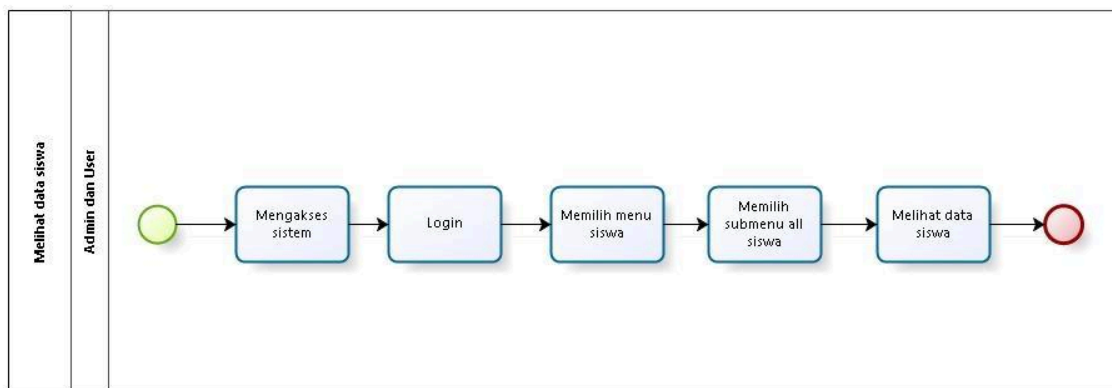 Melihat data siswa
Admin dan User
Mengakses
sistem
Login
Memilih menu
siswa
Memilih
submenu all
siswa
Melihat data
siswa